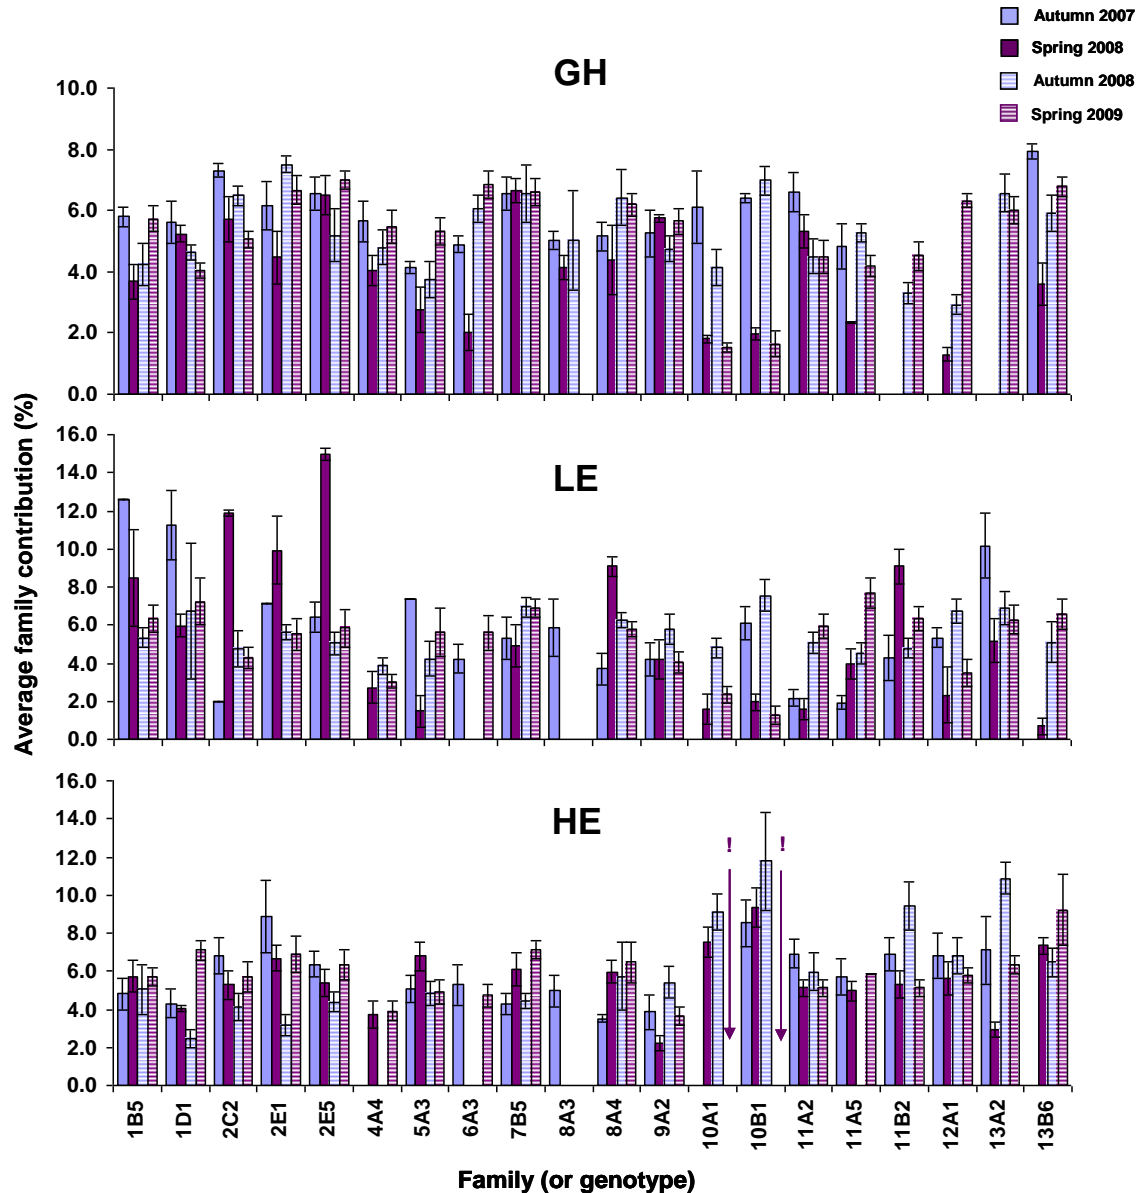 Autumn 2007
Spring 2008
Autumn 2008
Spring 2009
GH
10.0
8.0
6.0
4.0
2.0
0.0
LE
16.0
14.0
12.0
10.0
8.0
6.0
4.0
2.0
0.0
HE
16.0
14.0
12.0
10.0
8.0
6.0
4.0
2.0
0.0
! !
Average family contribution (%)
1B5 1D1 2C2 2E1 2E5 4A4 5A3 6A3 7B5 8A3 8A4 9A2 10A1 10B1 11A2 11A5 11B2 12A1 13A2 13B6
Family (or genotype)